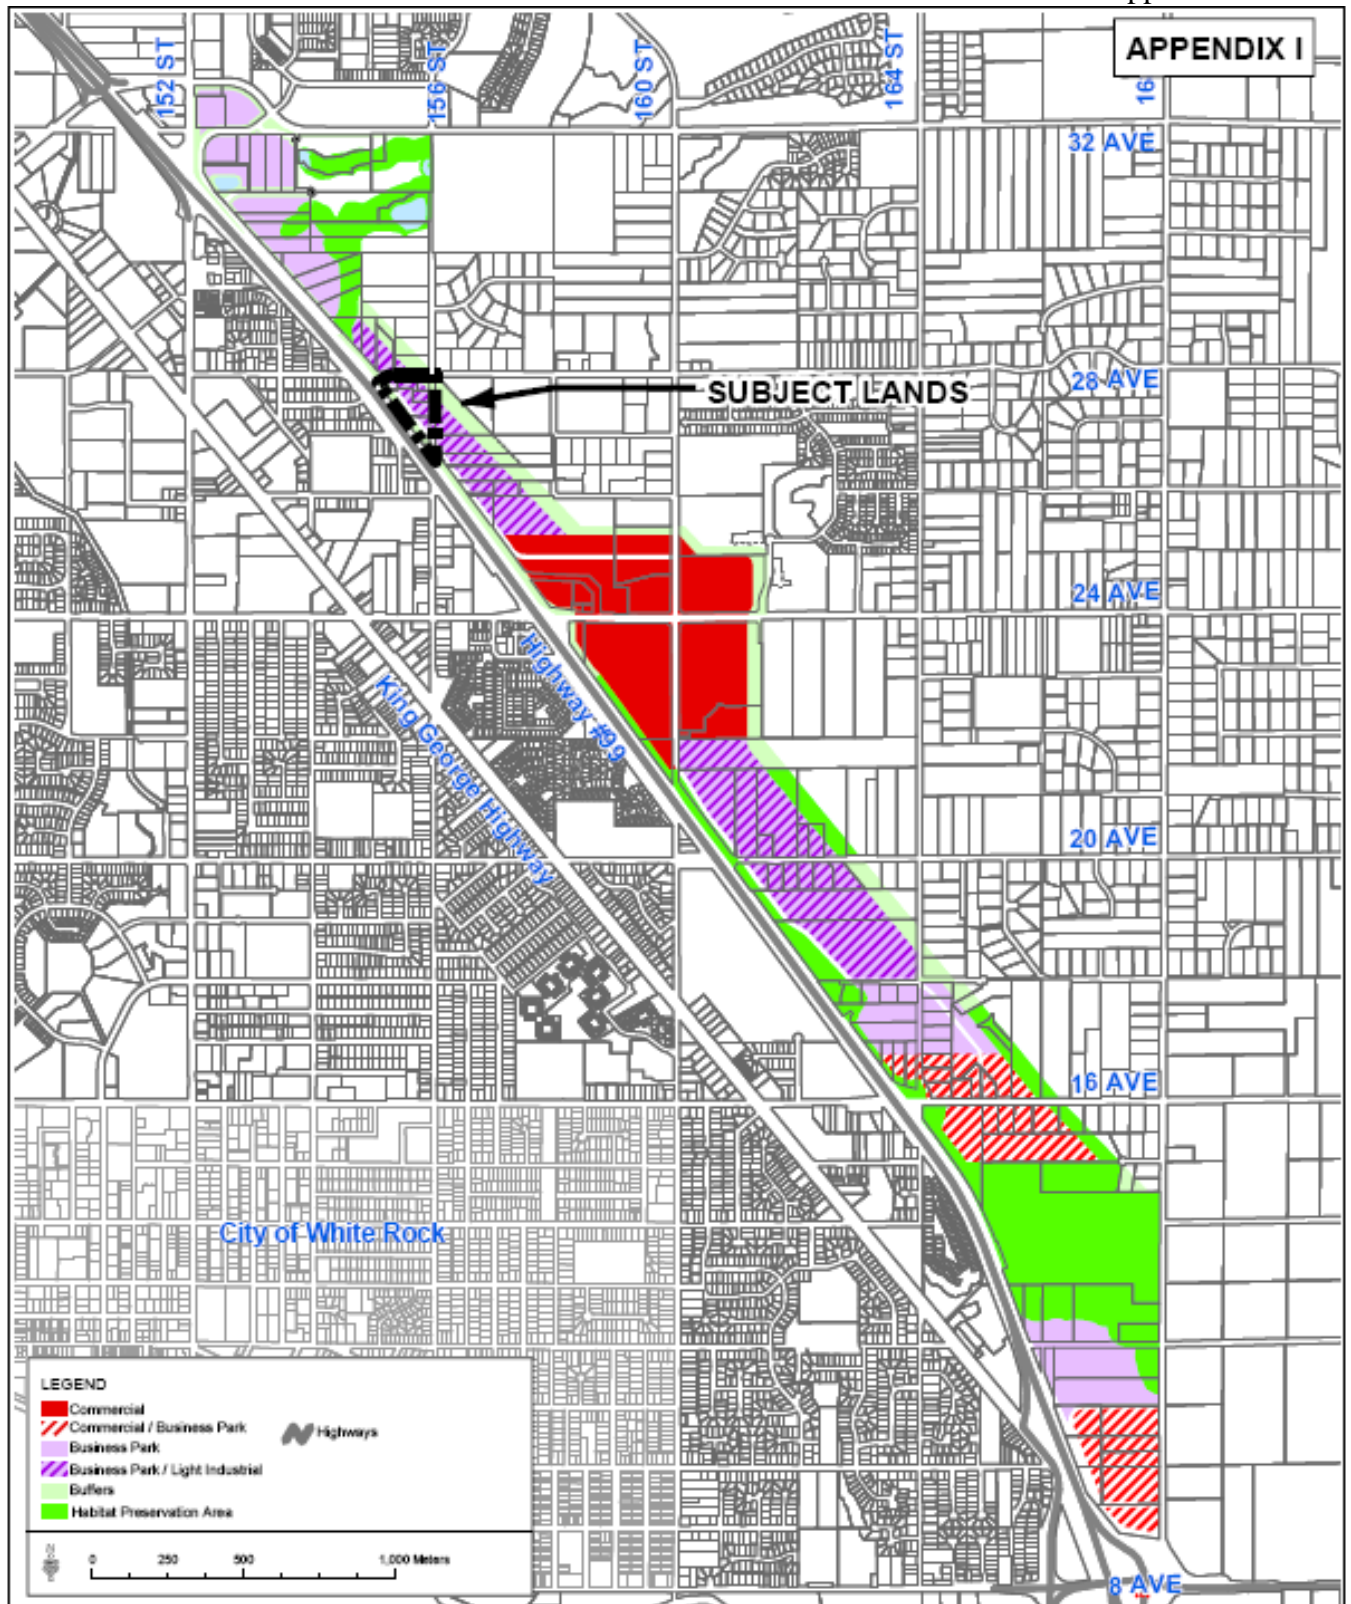 APPENDIX I
152 ST
156 ST
160 ST
164 ST
16
32 AVE
SUBJECT LANDS
28 AVE
24 AVE
Highway #99
King George Highway
20 AVE
16 AVE
City of White Rock
LEGEND
Commercial
Commercial / Business Park
Highways
Business Park
Business Park / Light Industrial
Buffers
Habitat Preservation Area
0 250 500 1,000 Meters
8 AVE